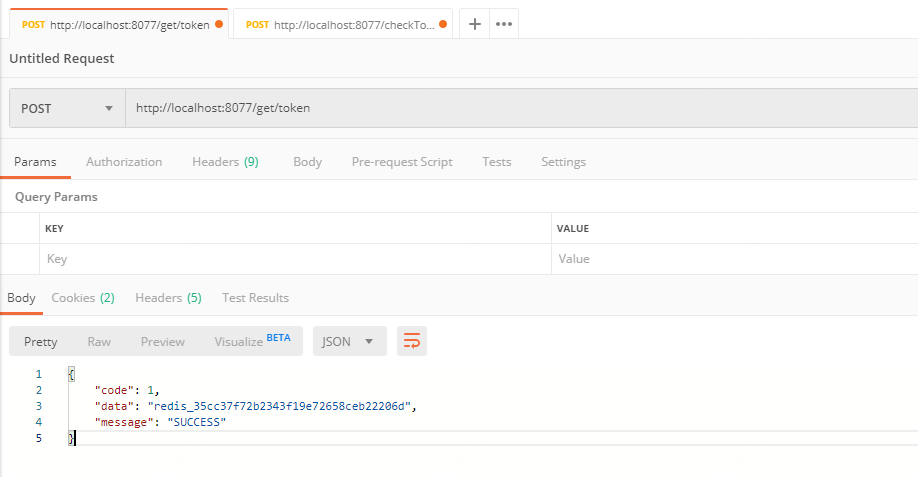 POST http://localhost:8077/get/token POST http://localhost:8077/checkTo...
Untitled Request
POST http://localhost:8077/get/token
Params Authorization Headers (9) Body Pre-request Script Tests Settings
Query Params
KEY VALUE
Key Value
Body Cookies (2) Headers (5) Test Results
Pretty Raw Preview Visualize BETA JSON
1 {
2 "code": 1,
3 "data": "redis_35cc37f72b2343f19e72658ceb22206d",
4 "message": "SUCCESS"
5 }